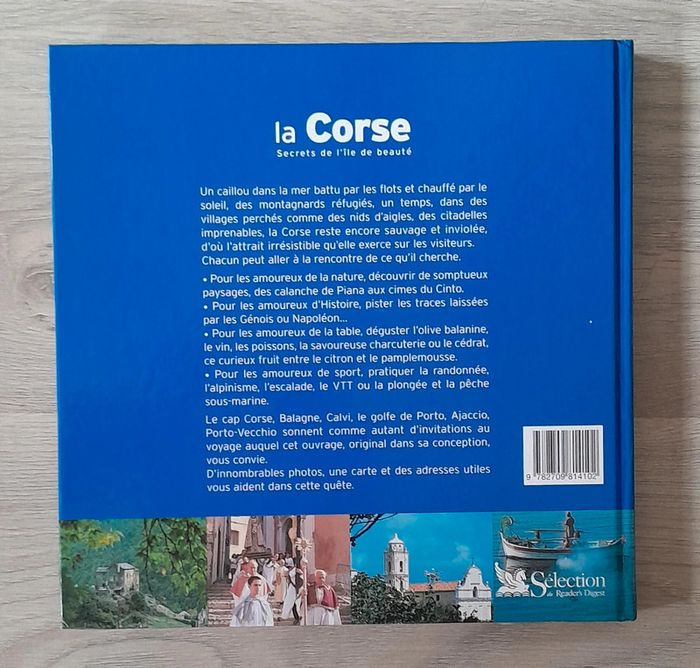 la Corse
Secrets de l'île de beauté
Un caillou dans la mer battu par les flots et chauffé par le
soleil, des montagnards réfugiés, un temps, dans des
villages perchés comme des nids d'aigles, des citadelles
imprenables, la Corse reste encore sauvage et inviolée,
d'où l'attrait irrésistible qu'elle exerce sur les visiteurs.
Chacun peut aller à la rencontre de ce qu'il cherche.
• Pour les amoureux de la nature, découvrir de somptueux
paysages, des calanche de Piana aux cimes du Cinto.
• Pour les amoureux d'Histoire, pister les traces laissées
par les Génois ou Napoléon...
• Pour les amoureux de la table, déguster l'olive balanine,
le vin, les poissons, la savoureuse charcuterie ou le cédrat,
ce curieux fruit entre le citron et le pamplemousse.
• Pour les amoureux de sport, pratiquer la randonnée,
l'alpinisme, l'escalade, le VTT ou la plongée et la pêche
sous-marine.
Le cap Corse, Balagne, Calvi, le golfe de Porto, Ajaccio,
Porto-Vecchio sonnent comme autant d'invitations au
voyage auquel cet ouvrage, original dans sa conception,
vous convie.
D'innombrables photos, une carte et des adresses utiles
vous aident dans cette quête.
9 782709 814102
Sélection
du Reader's Digest